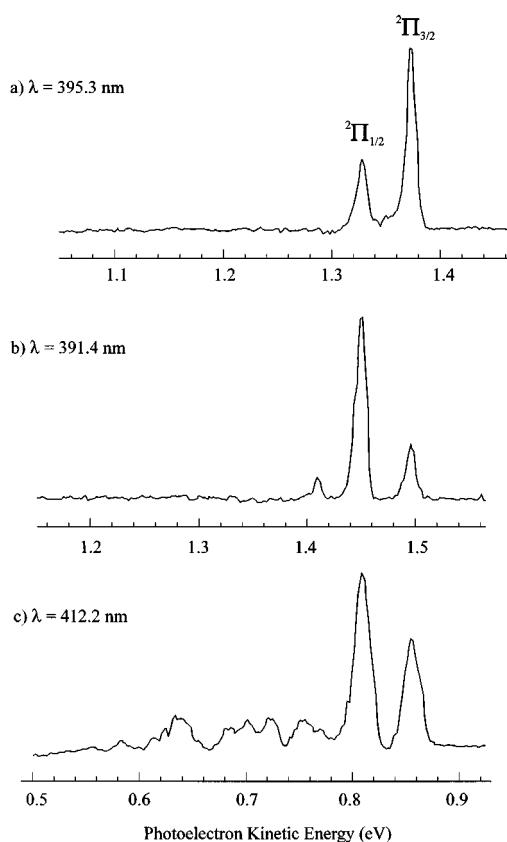 ²Π₃/₂
a) λ = 395.3 nm
²Π₁/₂
1.1 1.2 1.3 1.4
b) λ = 391.4 nm
1.2 1.3 1.4 1.5
c) λ = 412.2 nm
0.5 0.6 0.7 0.8 0.9
Photoelectron Kinetic Energy (eV)